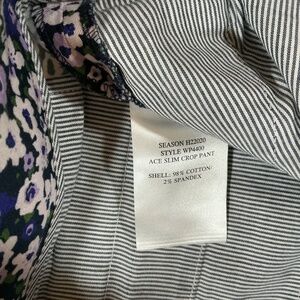 SEASON H22020
STYLE WP4400
ACE SLIM CROP PANT
SHELL: 98% COTTON
2% SPANDEX